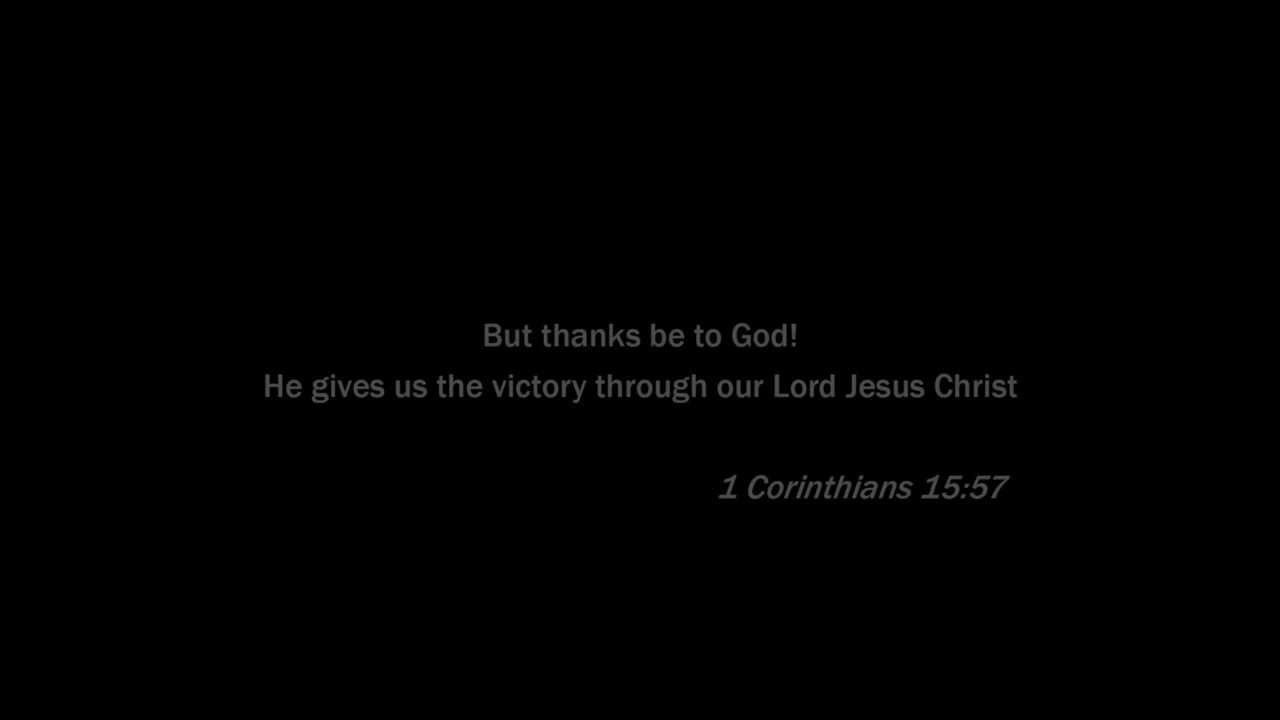 But thanks be to God!
He gives us the victory through our Lord Jesus Christ
1 Corinthians 15:57